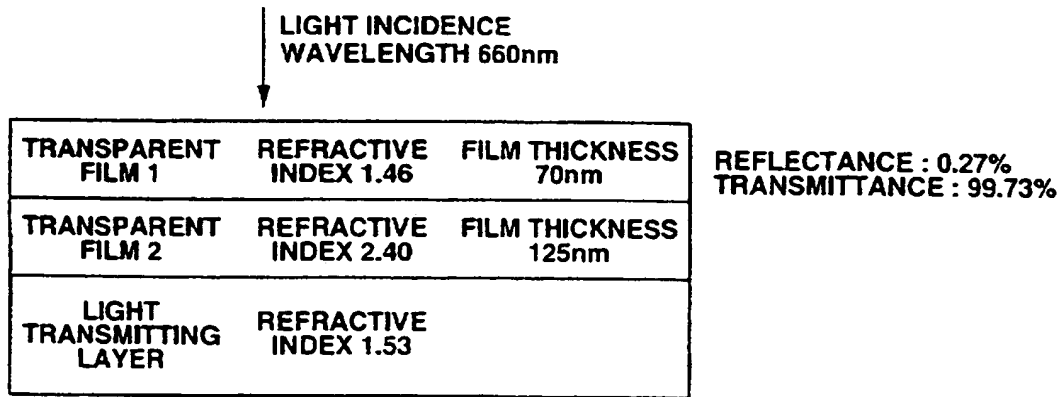 LIGHT INCIDENCE
WAVELENGTH 660nm
TRANSPARENT FILM 1
REFRACTIVE INDEX 1.46
FILM THICKNESS 70nm
REFLECTANCE : 0.27%
TRANSMITTANCE : 99.73%
TRANSPARENT FILM 2
REFRACTIVE INDEX 2.40
FILM THICKNESS 125nm
LIGHT TRANSMITTING LAYER
REFRACTIVE INDEX 1.53